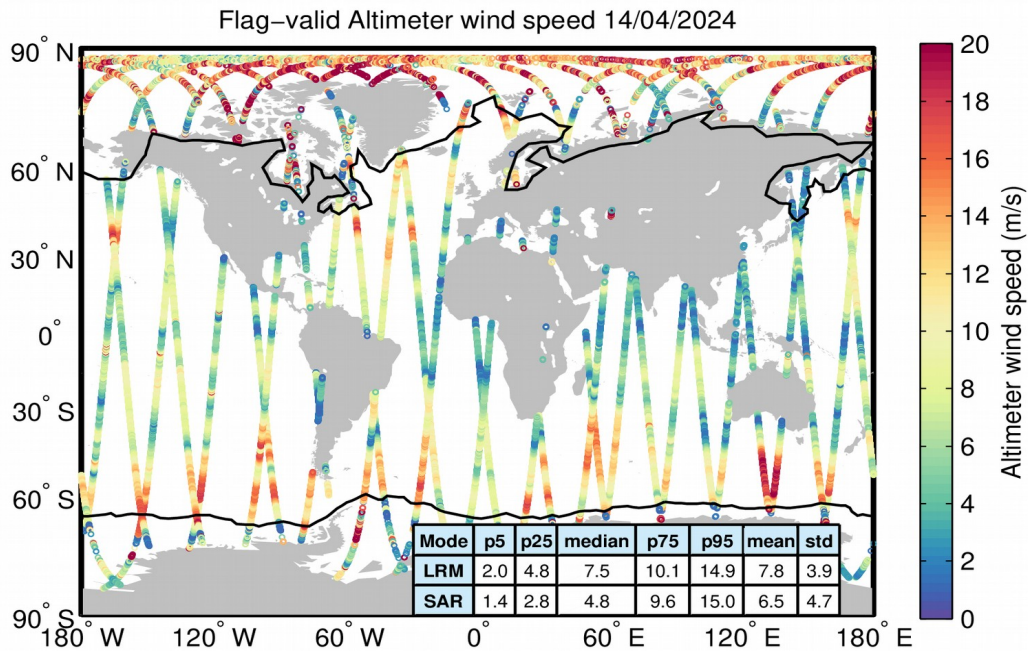 Flag−valid Altimeter wind speed 14/04/2024
90° N
60° N
30° N
0°
30° S
60° S
90° S
180° W
120° W
60° W
0°
60° E
120° E
180° E
Mode p5 p25 median p75 p95 mean std
LRM 2.0 4.8 7.5 10.1 14.9 7.8 3.9
SAR 1.4 2.8 4.8 9.6 15.0 6.5 4.7
20
18
16
14
12
10
8
6
4
2
0
Altimeter wind speed (m/s)